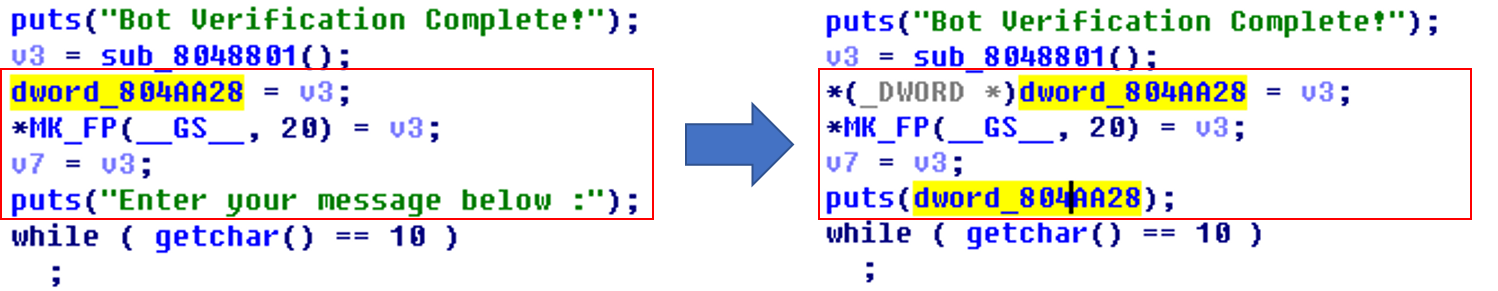 puts("Bot Verification Complete!");
v3 = sub_8048801();
dword_804AA28 = v3;
*MK_FP(__GS__, 20) = v3;
v7 = v3;
puts("Enter your message below :");
while ( getchar() == 10 )
;
puts("Bot Verification Complete!");
v3 = sub_8048801();
*(_DWORD *)dword_804AA28 = v3;
*MK_FP(__GS__, 20) = v3;
v7 = v3;
puts(dword_804AA28);
while ( getchar() == 10 )
;